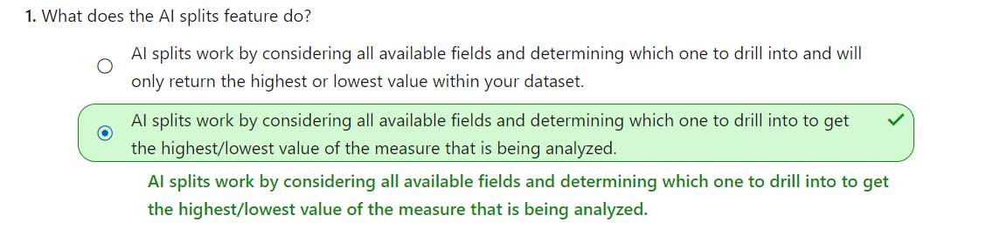 1. What does the AI splits feature do?
AI splits work by considering all available fields and determining which one to drill into and will
only return the highest or lowest value within your dataset.
AI splits work by considering all available fields and determining which one to drill into to get
the highest/lowest value of the measure that is being analyzed.
AI splits work by considering all available fields and determining which one to drill into to get
the highest/lowest value of the measure that is being analyzed.